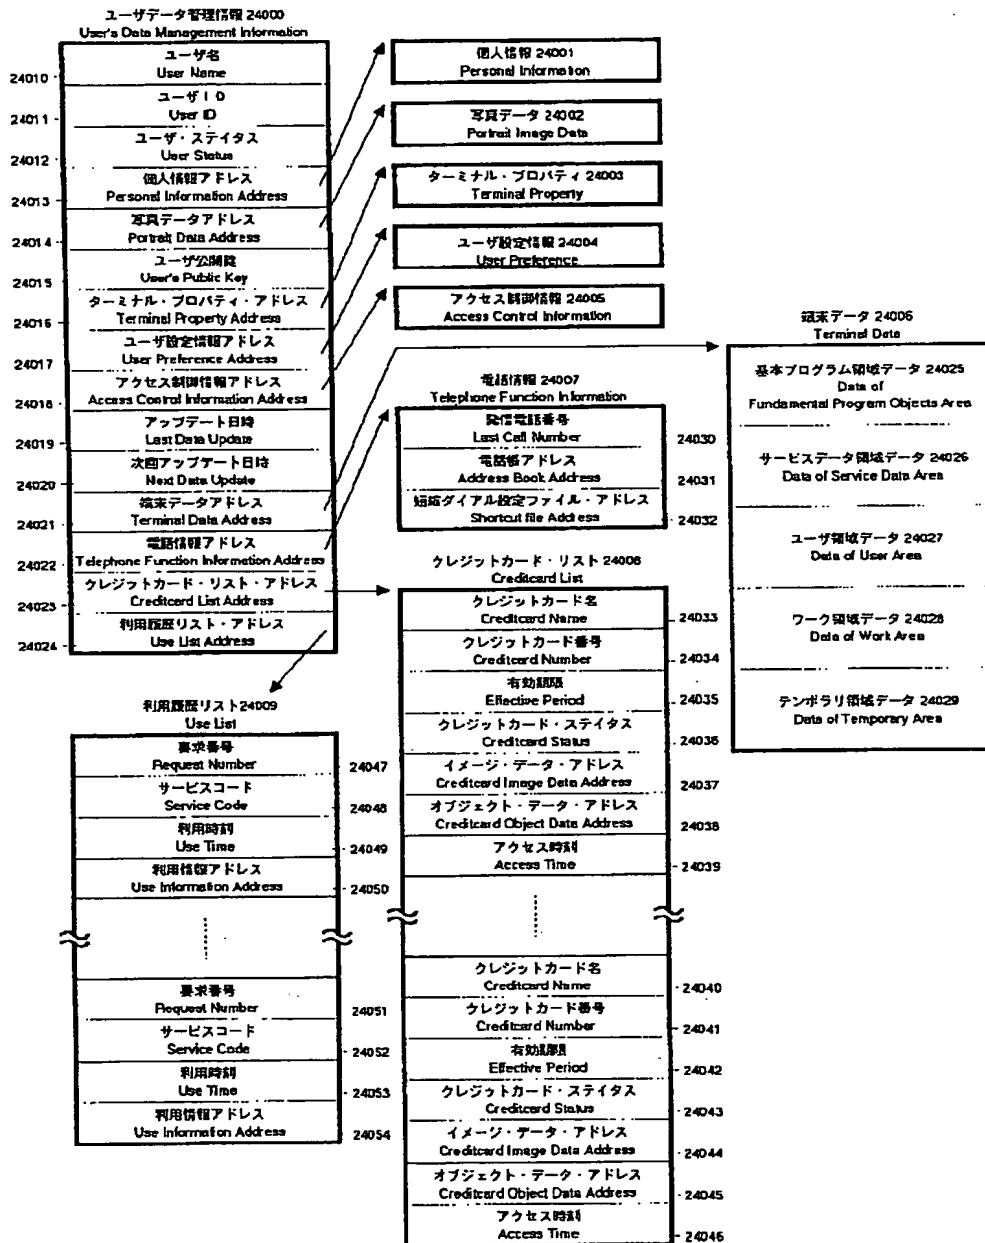 ユーザデータ管理情報 24000
User's Data Management Information
ユーザ名
User Name
24010
ユーザID
User ID
24011
ユーザ・ステイタス
User Status
24012
個人情報アドレス
Personal Information Address
24013
写真データアドレス
Portrait Data Address
24014
ユーザ公開鍵
User's Public Key
24015
ターミナル・プロパティ・アドレス
Terminal Property Address
24016
ユーザ設定情報アドレス
User Preference Address
24017
アクセス制御情報アドレス
Access Control Information Address
24018
アップデート日時
Last Data Update
24019
次回アップデート日時
Next Data Update
24020
端末データアドレス
Terminal Data Address
24021
電話情報アドレス
Telephone Function Information Address
24022
クレジットカード・リスト・アドレス
Creditcard List Address
24023
利用履歴リスト・アドレス
Use List Address
24024
個人情報 24001
Personal Information
写真データ 24002
Portrait Image Data
ターミナル・プロパティ 24003
Terminal Property
ユーザ設定情報 24004
User Preference
アクセス制御情報 24005
Access Control Information
端末データ 24006
Terminal Data
基本プログラム領域データ 24025
Data of
Fundamental Program Objects Area
サービスデータ領域データ 24026
Data of Service Data Area
ユーザ領域データ 24027
Data of User Area
ワーク領域データ 24028
Data of Work Area
テンポラリ領域データ 24029
Data of Temporary Area
電話情報 24007
Telephone Function Information
発信電話番号
Last Call Number
24030
電話帳アドレス
Address Book Address
24031
短縮ダイアル設定ファイル・アドレス
Shortcut file Address
24032
クレジットカード・リスト 24008
Creditcard List
クレジットカード名
Creditcard Name
24033
クレジットカード番号
Creditcard Number
24034
有効期限
Effective Period
24035
クレジットカード・ステイタス
Creditcard Status
24036
イメージ・データ・アドレス
Creditcard Image Data Address
24037
オブジェクト・データ・アドレス
Creditcard Object Data Address
24038
アクセス時刻
Access Time
24039
クレジットカード名
Creditcard Name
24040
クレジットカード番号
Creditcard Number
24041
有効期限
Effective Period
24042
クレジットカード・ステイタス
Creditcard Status
24043
イメージ・データ・アドレス
Creditcard Image Data Address
24044
オブジェクト・データ・アドレス
Creditcard Object Data Address
24045
アクセス時刻
Access Time
24046
利用履歴リスト24009
Use List
要求番号
Request Number
24047
サービスコード
Service Code
24048
利用時刻
Use Time
24049
利用情報アドレス
Use Information Address
24050
要求番号
Request Number
24051
サービスコード
Service Code
24052
利用時刻
Use Time
24053
利用情報アドレス
Use Information Address
24054